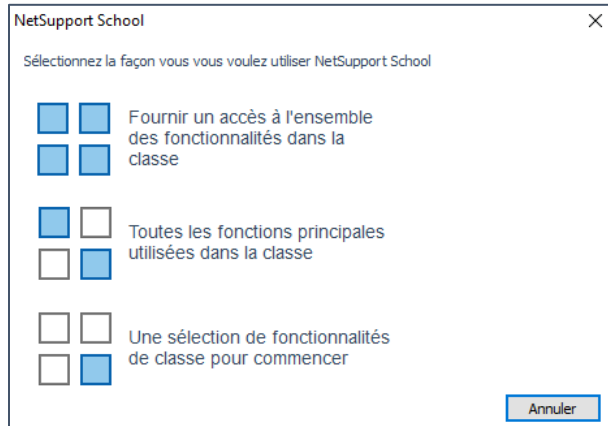 NetSupport School
Sélectionnez la façon vous vous voulez utiliser NetSupport School
Fournir un accès à l'ensemble
des fonctionnalités dans la
classe
Toutes les fonctions principales
utilisées dans la classe
Une sélection de fonctionnalités
de classe pour commencer
Annuler